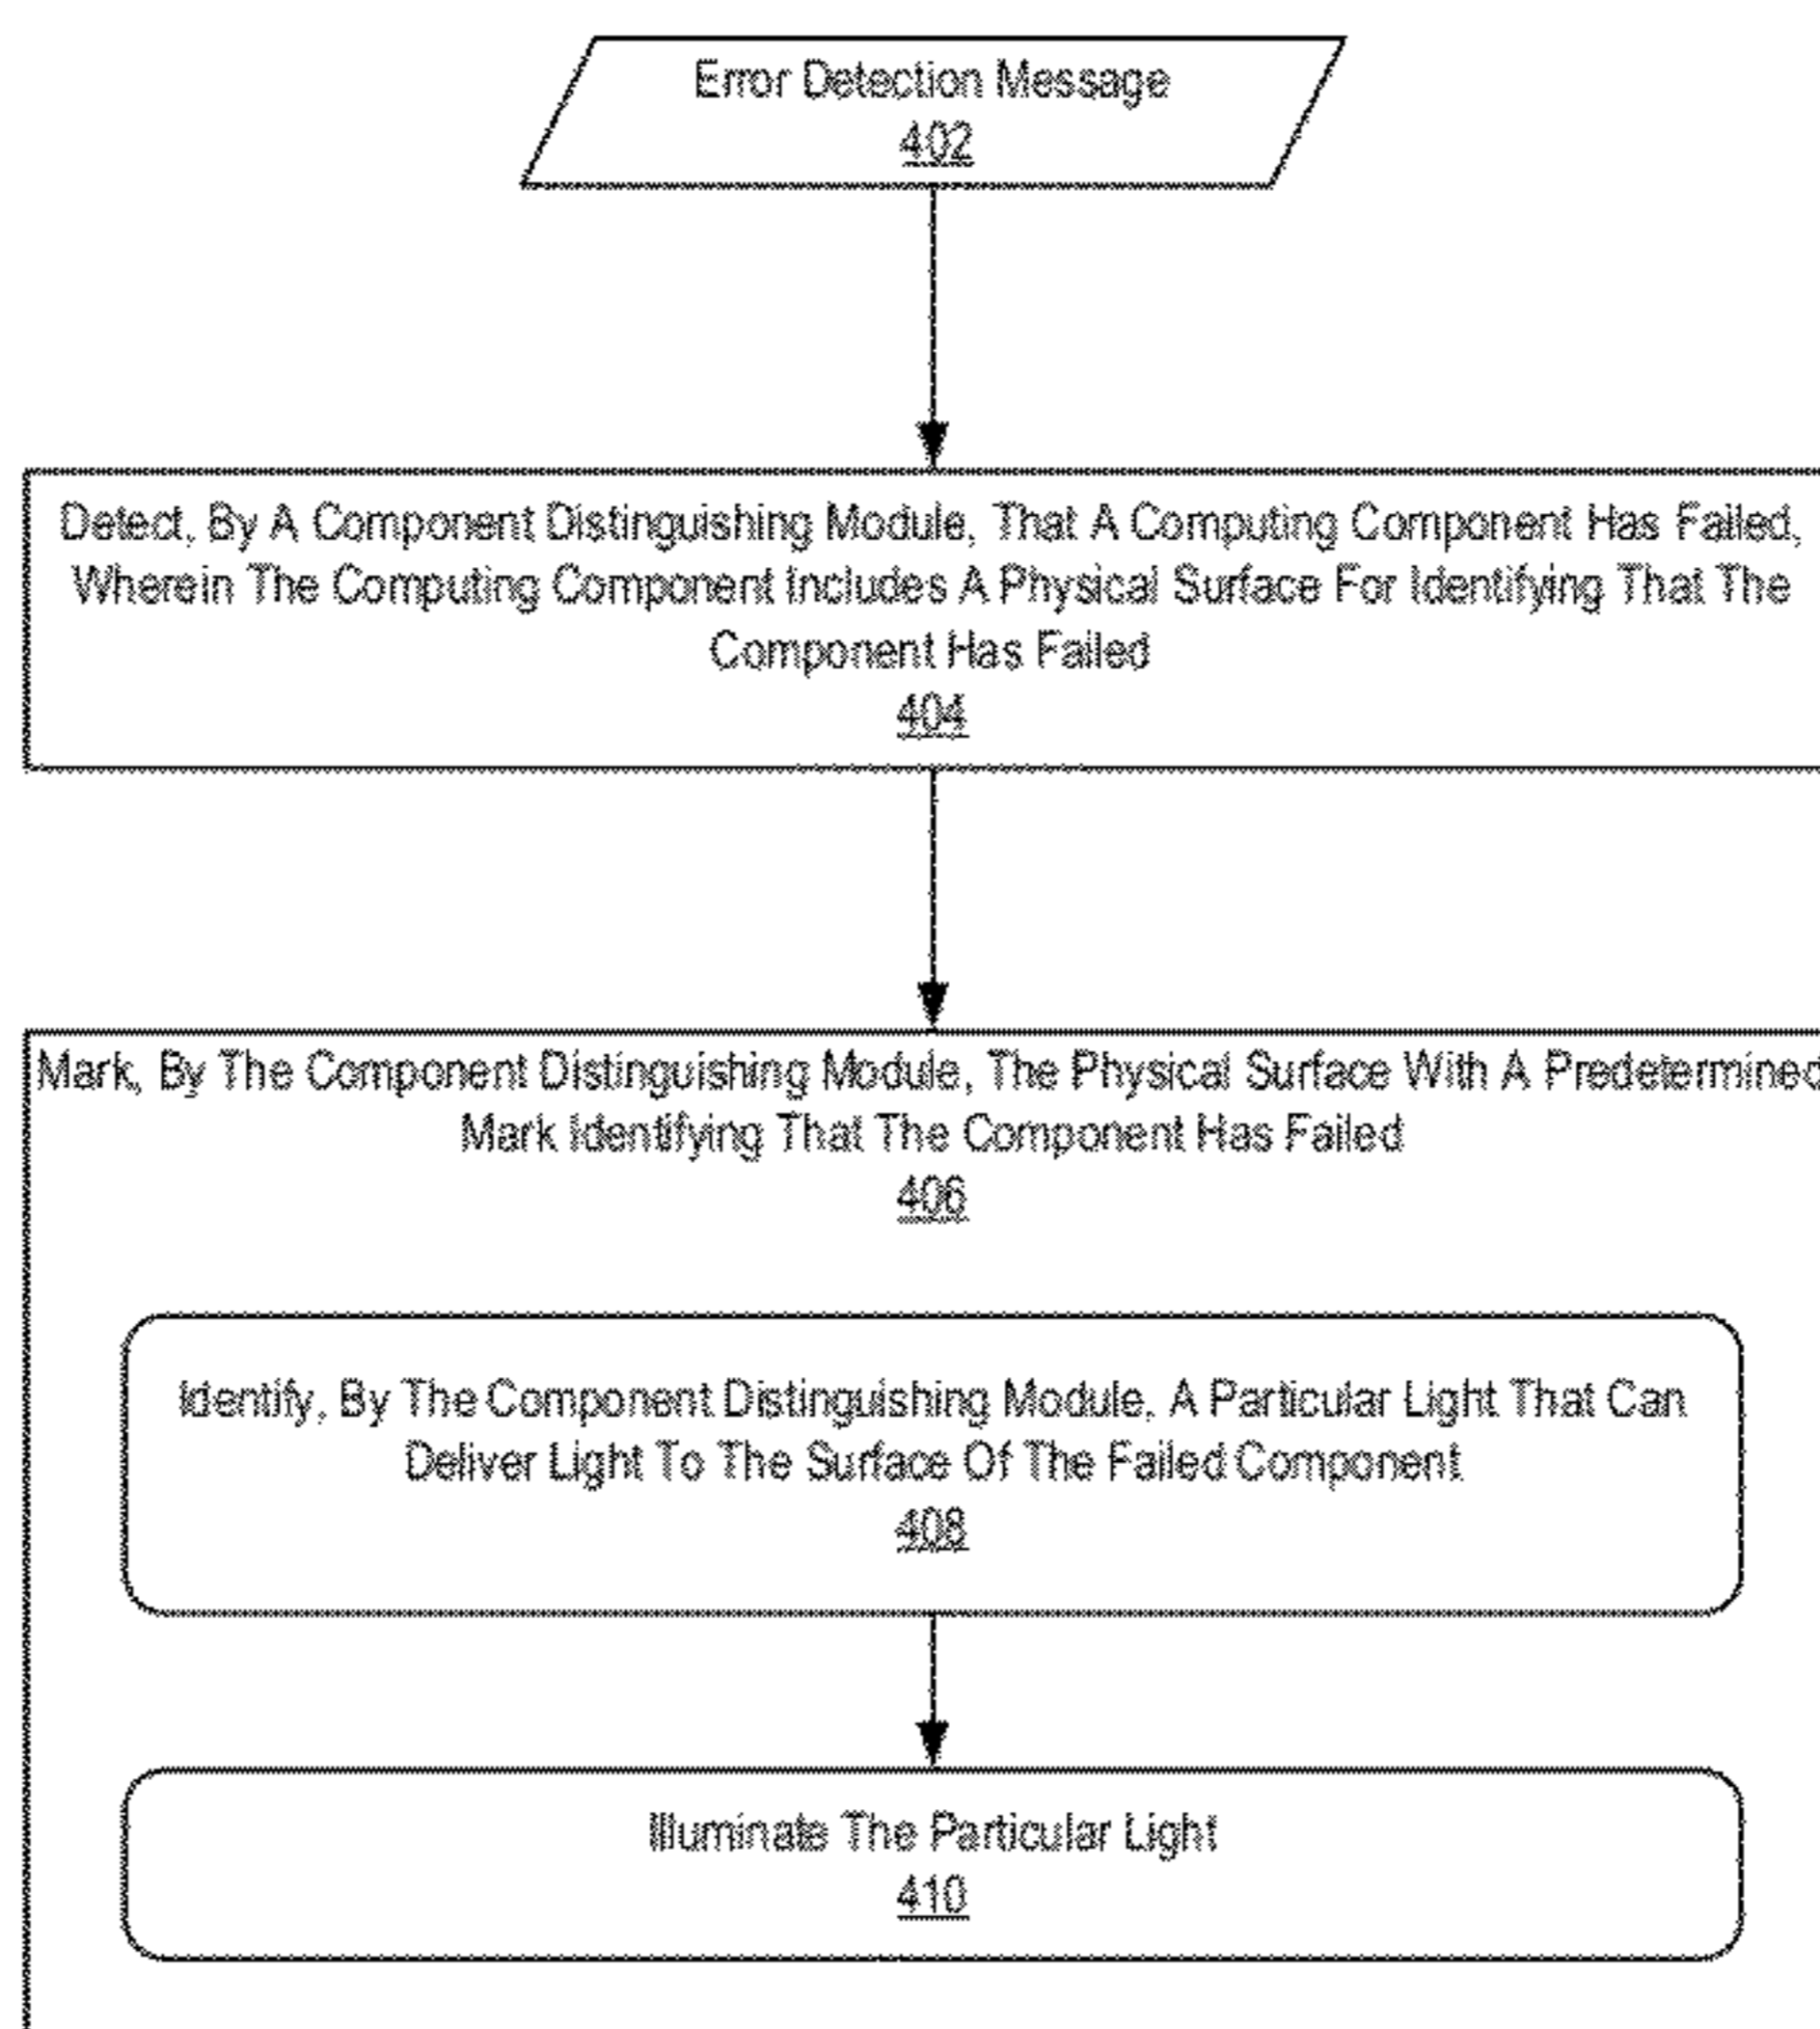 Error Detection Message
402
Detect, By A Component Distinguishing Module, That A Computing Component Has Failed,
Wherein The Computing Component Includes A Physical Surface For Identifying That The
Component Has Failed
404
Mark, By The Component Distinguishing Module, The Physical Surface With A Predetermined
Mark Identifying That The Component Has Failed
406
Identify, By The Component Distinguishing Module, A Particular Light That Can
Deliver Light To The Surface Of The Failed Component
408
Illuminate The Particular Light
410